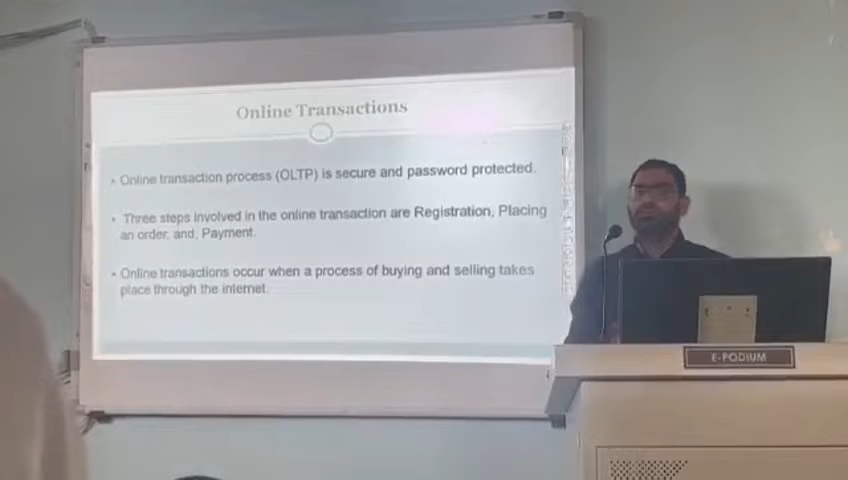 Online Transactions
• Online transaction process (OLTP) is secure and password protected.
• Three steps involved in the online transaction are Registration, Placing
an order, and, Payment.
• Online transactions occur when a process of buying and selling takes
place through the internet.
E-PODIUM